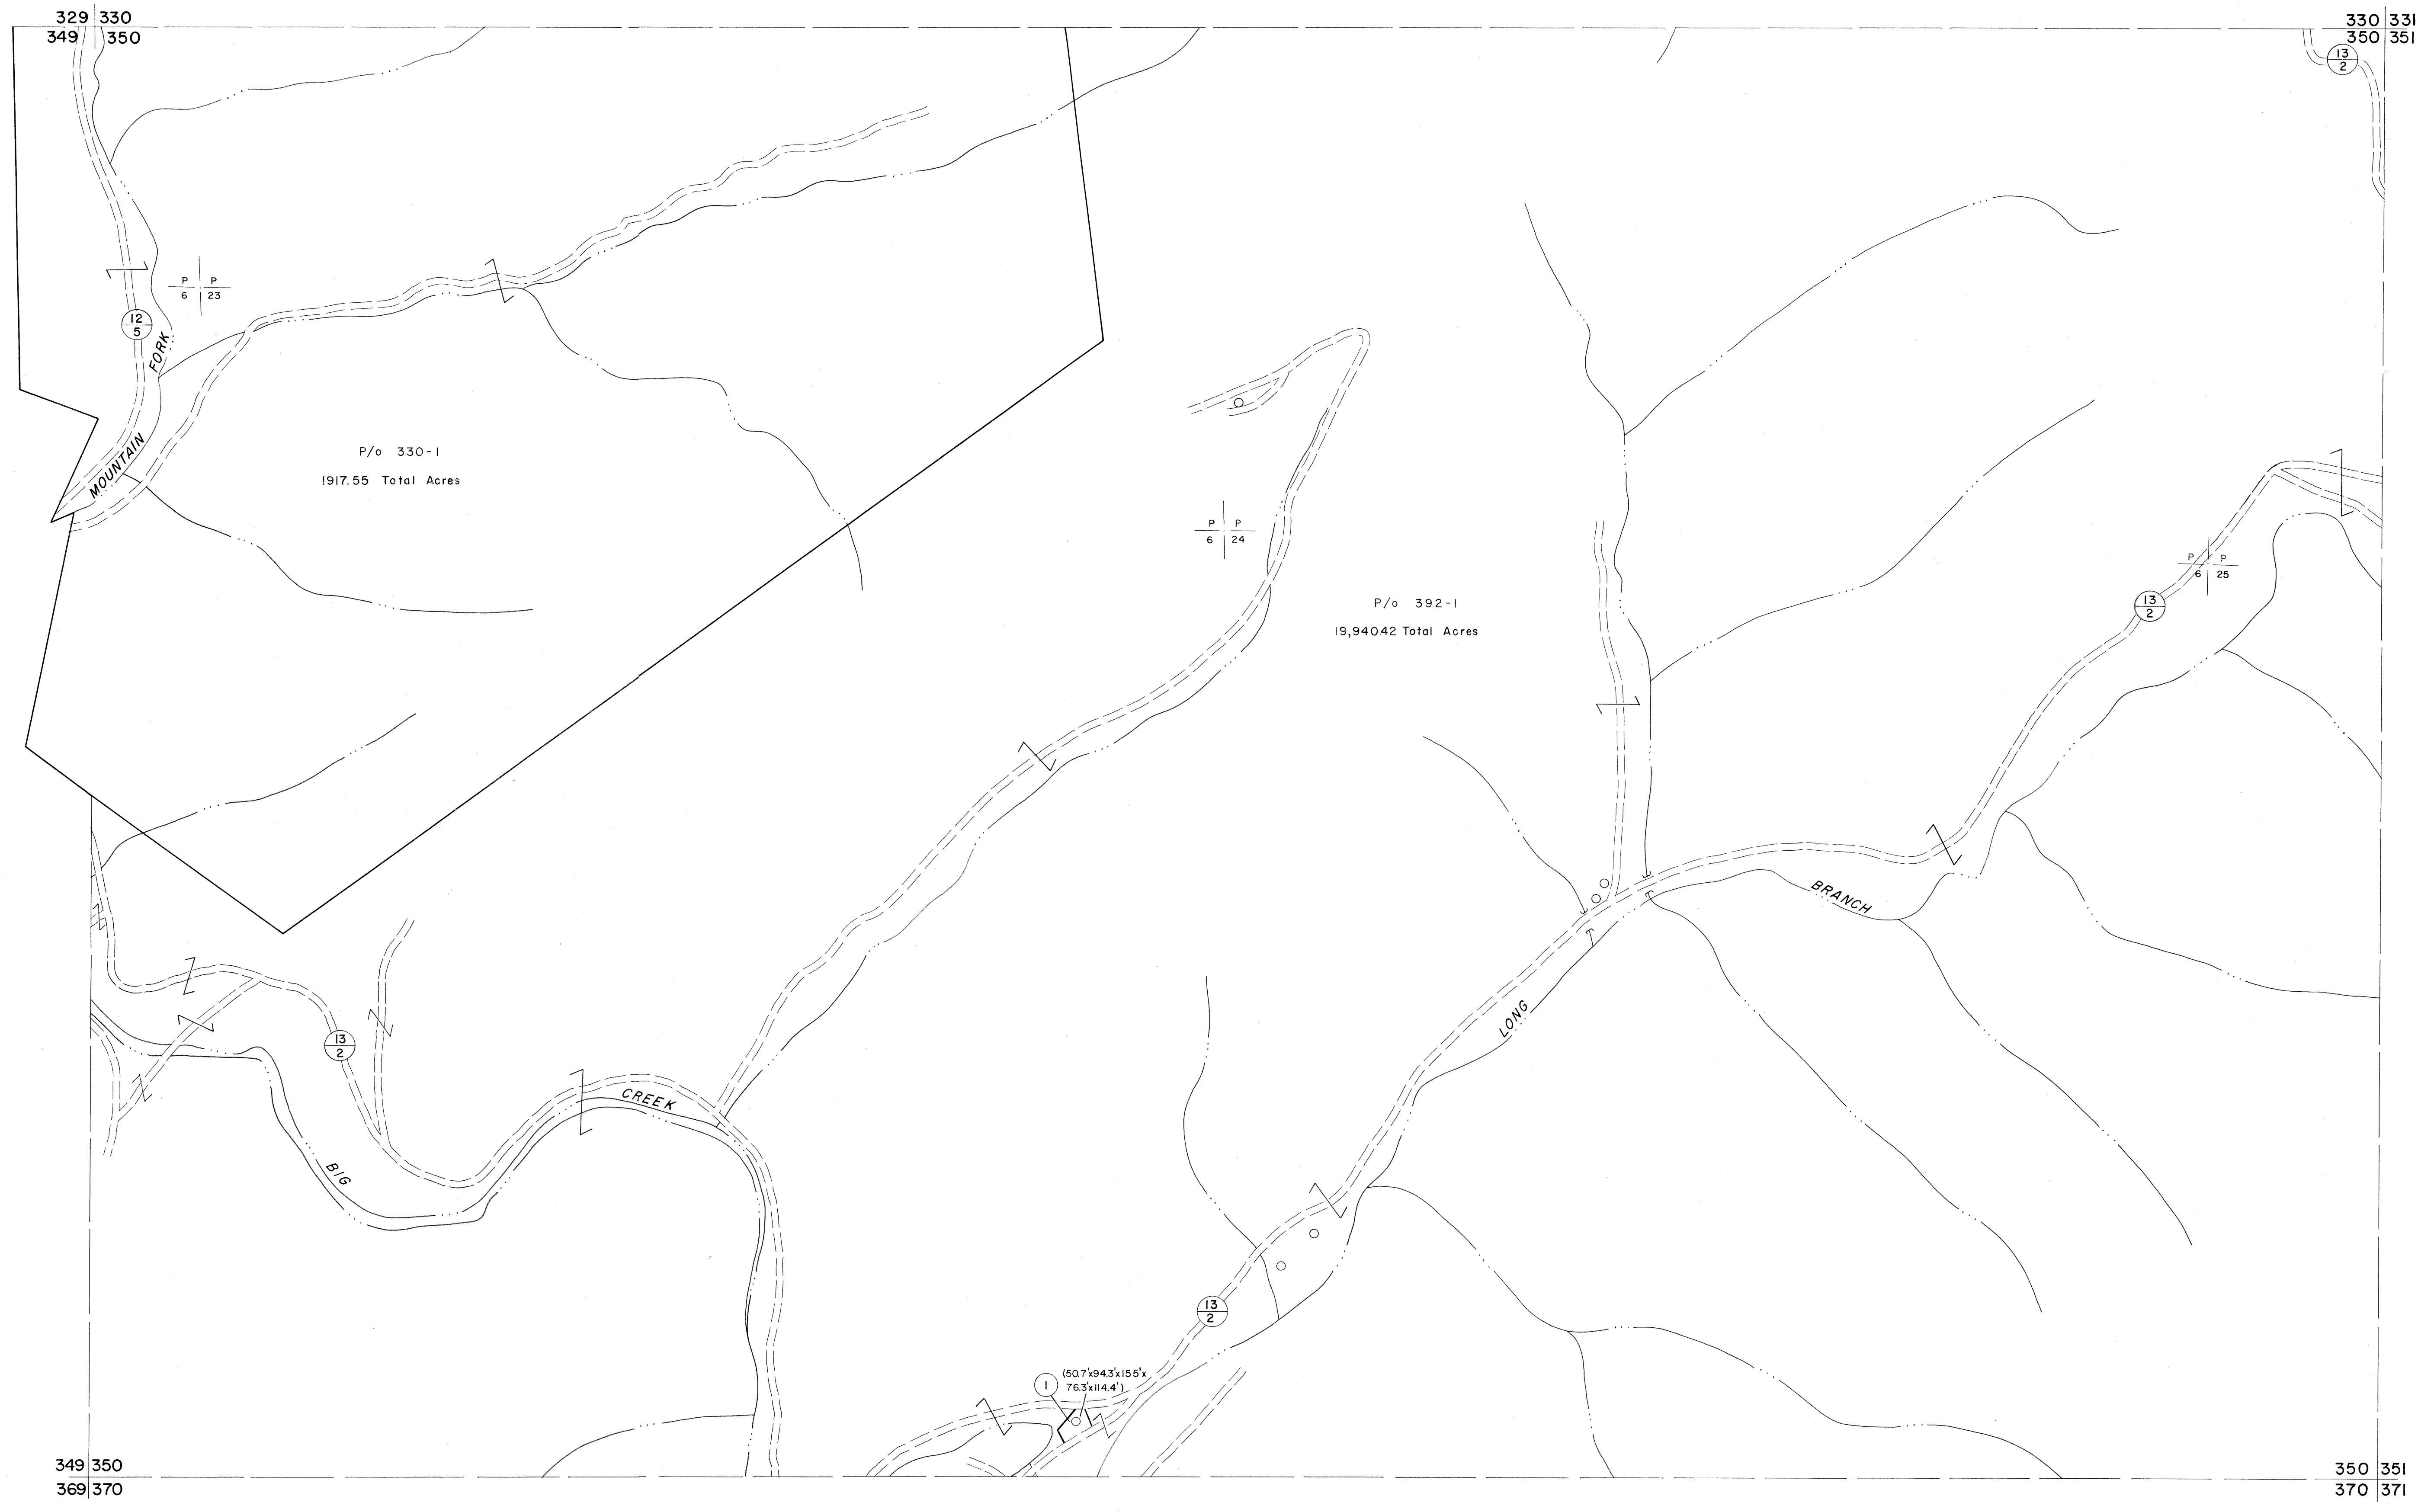 329 330
349 350
330 331
350 351
13
2
P P
6 23
12
5
FORK
MOUNTAIN
P/o 330-1
1917.55 Total Acres
P P
6 24
P/o 392-1
19,940.42 Total Acres
P P
6 25
13
2
BRANCH
LONG
13
2
CREEK
BIG
13
2
1
(50.7'x94.3'x155'x
76.3'x114.4')
349 350
369 370
350 351
370 371